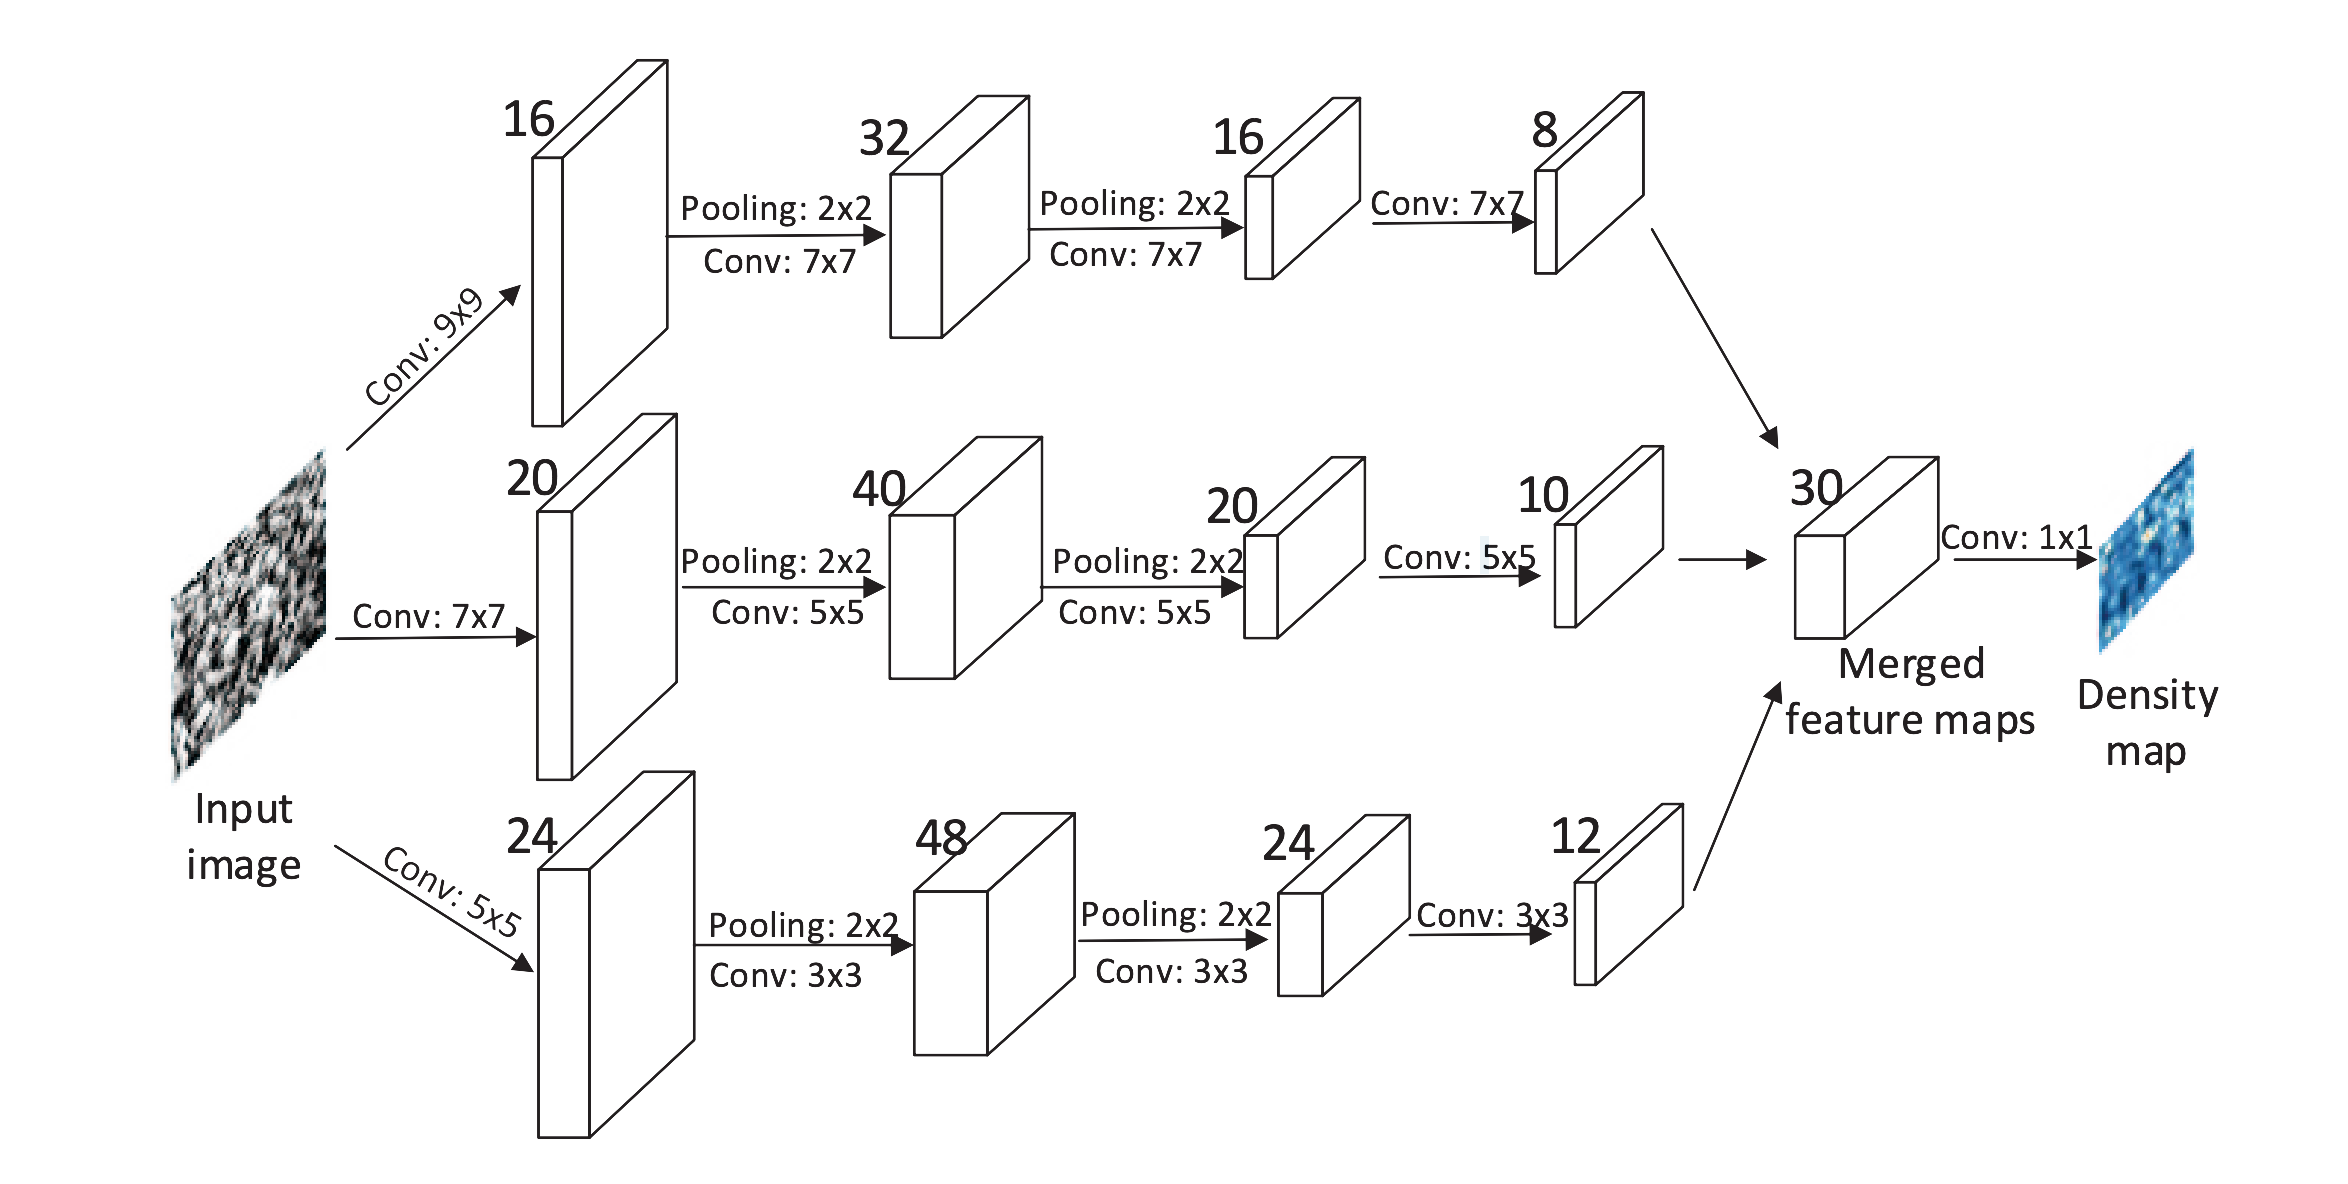 16
32
16
8
Pooling: 2x2
Conv: 7x7
Pooling: 2x2
Conv: 7x7
Conv: 7x7
Conv: 9x9
20
40
20
10
30
Conv: 7x7
Pooling: 2x2
Conv: 5x5
Pooling: 2x2
Conv: 5x5
Conv: 5x5
Conv: 1x1
Merged
feature maps
Density
map
Input
image
24
48
24
12
Conv: 5x5
Pooling: 2x2
Conv: 3x3
Pooling: 2x2
Conv: 3x3
Conv: 3x3